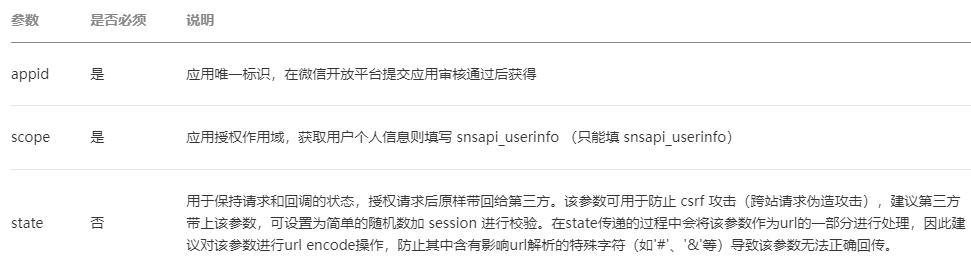 参数 是否必须 说明
appid 是 应用唯一标识，在微信开放平台提交应用审核通过后获得
scope 是 应用授权作用域，获取用户个人信息则填写 snsapi_userinfo （只能填 snsapi_userinfo）
用于保持请求和回调的状态，授权请求后原样带回给第三方。该参数可用于防止 csrf 攻击（跨站请求伪造攻击），建议第三方
state 否 带上该参数，可设置为简单的随机数加 session 进行校验。在state传递的过程中会将该参数作为url的一部分进行处理，因此建
议对该参数进行url encode操作，防止其中含有影响url解析的特殊字符（如'#'、'&'等）导致该参数无法正确回传。